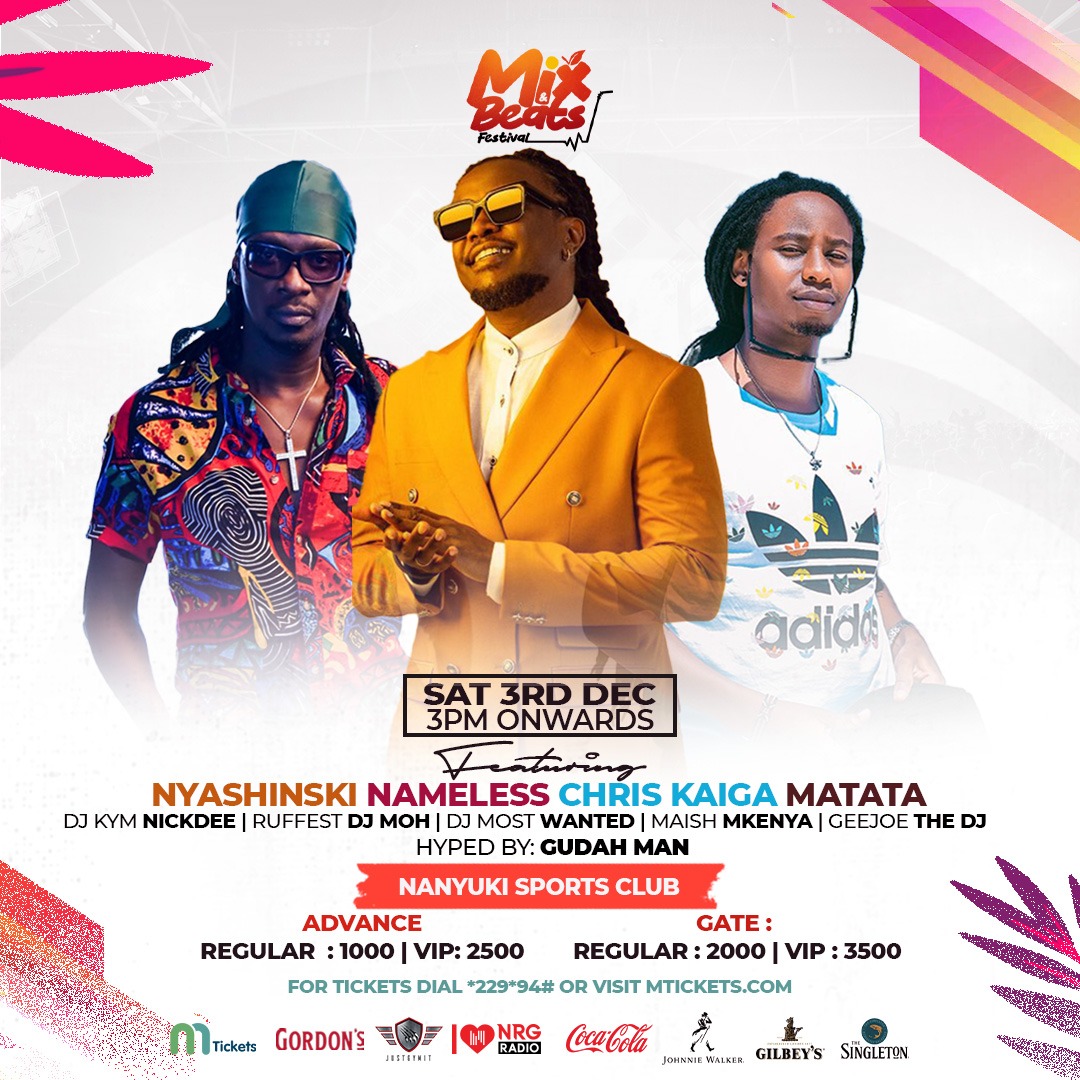 Mix
&
Beats
Festival
adidas
SAT 3RD DEC
3PM ONWARDS
Featuring
NYASHINSKI NAMELESS CHRIS KAIGA MATATA
DJ KYM NICKDEE | RUFFEST DJ MOH | DJ MOST WANTED | MAISH MKENYA | GEEJOE THE DJ
HYPED BY: GUDAH MAN
NANYUKI SPORTS CLUB
ADVANCE
REGULAR : 1000 | VIP: 2500
GATE :
REGULAR : 2000 | VIP : 3500
FOR TICKETS DIAL *229*94# OR VISIT MTICKETS.COM
m Tickets
GORDON'S
JUSTGYMIT
NRG
RADIO
Coca-Cola
JOHNNIE WALKER
GILBEY'S
THE
SINGLETON